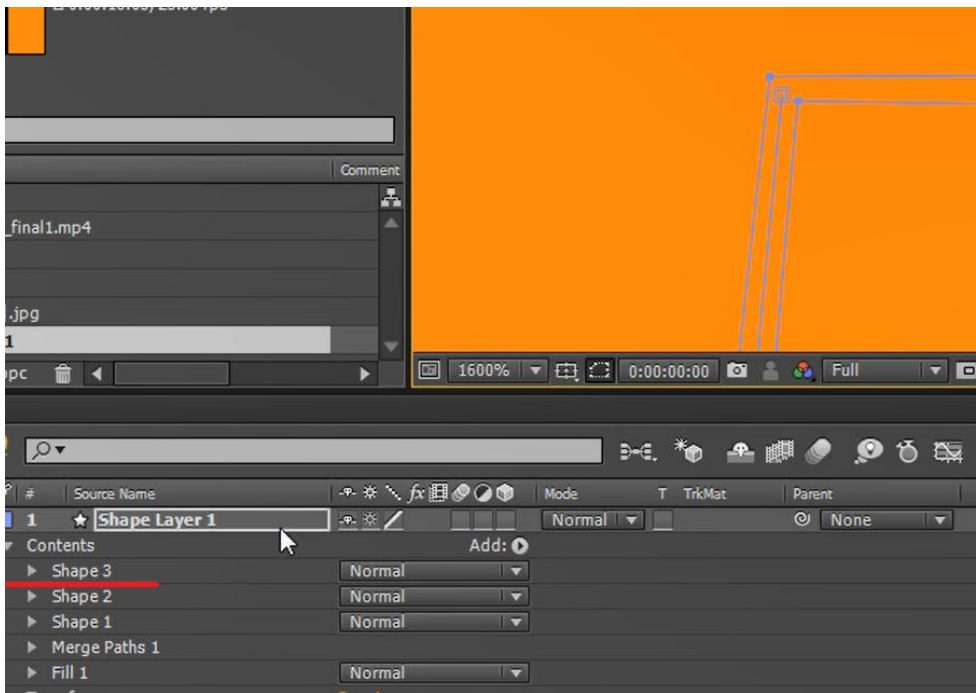 Comment
_final1.mp4
.jpg
1
bpc
1600%
0:00:00:00
Full
#
Source Name
fx
Mode
T
TrkMat
Parent
1
Shape Layer 1
Normal
None
Contents
Add:
Shape 3
Normal
Shape 2
Normal
Shape 1
Normal
Merge Paths 1
Fill 1
Normal